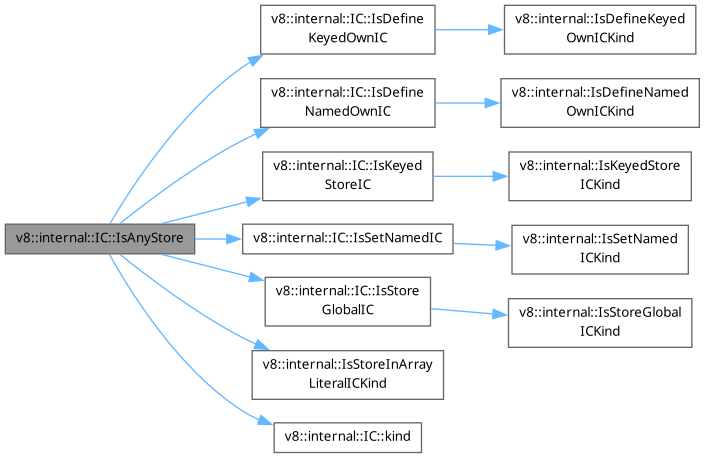 v8::internal::IC::IsDefine
KeyedOwnIC
v8::internal::IsDefineKeyed
OwnICKind
v8::internal::IC::IsDefine
NamedOwnIC
v8::internal::IsDefineNamed
OwnICKind
v8::internal::IC::IsKeyed
StoreIC
v8::internal::IsKeyedStore
ICKind
v8::internal::IC::IsAnyStore
v8::internal::IC::IsSetNamedIC
v8::internal::IsSetNamed
ICKind
v8::internal::IC::IsStore
GlobalIC
v8::internal::IsStoreGlobal
ICKind
v8::internal::IsStoreInArray
LiteralICKind
v8::internal::IC::kind